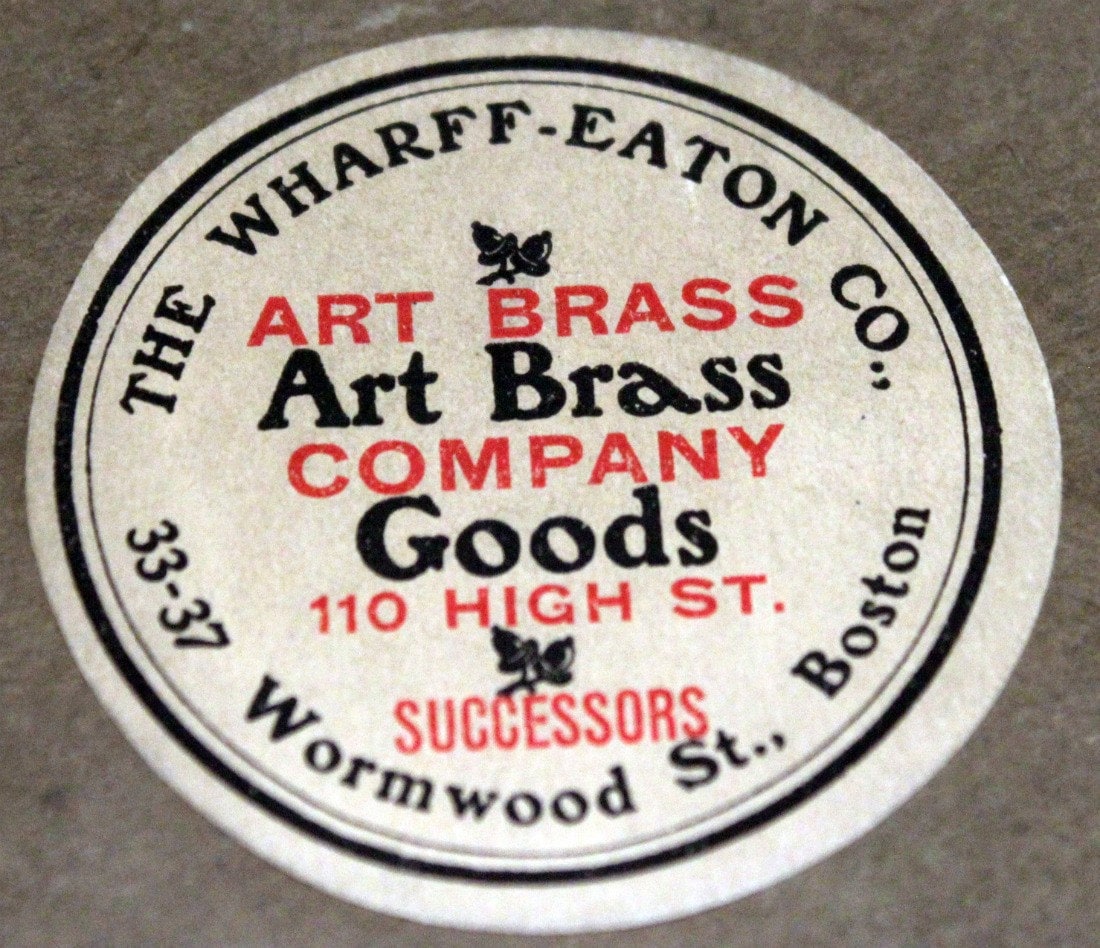 THE WHARFF-EATON CO.,
ART BRASS
Art Brass
COMPANY
Goods
110 HIGH ST.
SUCCESSORS
33-37 Wormwood St., Boston